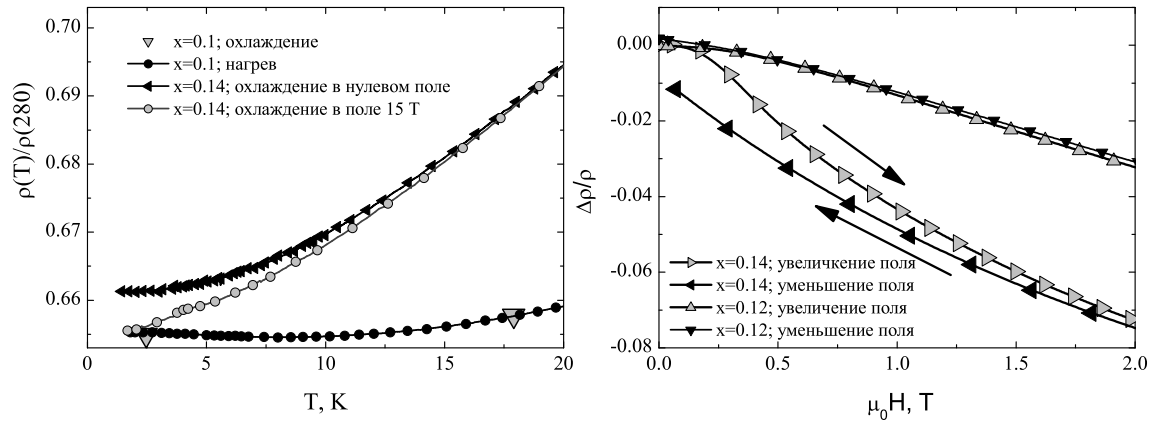 0.70
0.69
0.68
0.67
0.66
ρ(T)/ρ(280)
x=0.1; охлаждение
x=0.1; нагрев
x=0.14; охлаждение в нулевом поле
x=0.14; охлаждение в поле 15 T
0 5 10 15 20
T, K
0.00
-0.02
-0.04
-0.06
-0.08
Δρ/ρ
x=0.14; увеличкение поля
x=0.14; уменьшение поля
x=0.12; увеличение поля
x=0.12; уменьшение поля
0.0 0.5 1.0 1.5 2.0
μ₀H, T